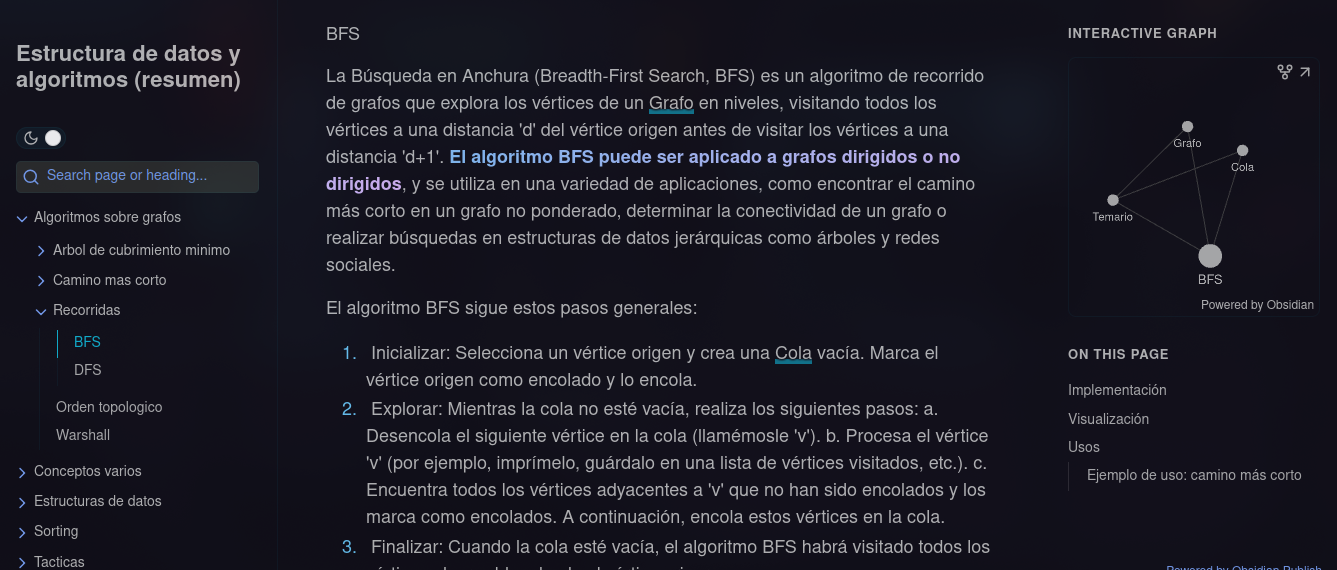 Estructura de datos y
algoritmos (resumen)
Search page or heading...
Algoritmos sobre grafos
Arbol de cubrimiento minimo
Camino mas corto
Recorridas
BFS
DFS
Orden topologico
Warshall
Conceptos varios
Estructuras de datos
Sorting
Tacticas
BFS
La Búsqueda en Anchura (Breadth-First Search, BFS) es un algoritmo de recorrido
de grafos que explora los vértices de un Grafo en niveles, visitando todos los
vértices a una distancia 'd' del vértice origen antes de visitar los vértices a una
distancia 'd+1'. El algoritmo BFS puede ser aplicado a grafos dirigidos o no
dirigidos, y se utiliza en una variedad de aplicaciones, como encontrar el camino
más corto en un grafo no ponderado, determinar la conectividad de un grafo o
realizar búsquedas en estructuras de datos jerárquicas como árboles y redes
sociales.
El algoritmo BFS sigue estos pasos generales:
1. Inicializar: Selecciona un vértice origen y crea una Cola vacía. Marca el
vértice origen como encolado y lo encola.
2. Explorar: Mientras la cola no esté vacía, realiza los siguientes pasos: a.
Desencola el siguiente vértice en la cola (llamémosle 'v'). b. Procesa el vértice
'v' (por ejemplo, imprímelo, guárdalo en una lista de vértices visitados, etc.). c.
Encuentra todos los vértices adyacentes a 'v' que no han sido encolados y los
marca como encolados. A continuación, encola estos vértices en la cola.
3. Finalizar: Cuando la cola esté vacía, el algoritmo BFS habrá visitado todos los
INTERACTIVE GRAPH
Grafo
Cola
Temario
BFS
Powered by Obsidian
ON THIS PAGE
Implementación
Visualización
Usos
Ejemplo de uso: camino más corto
Powered by Obsidian Publish